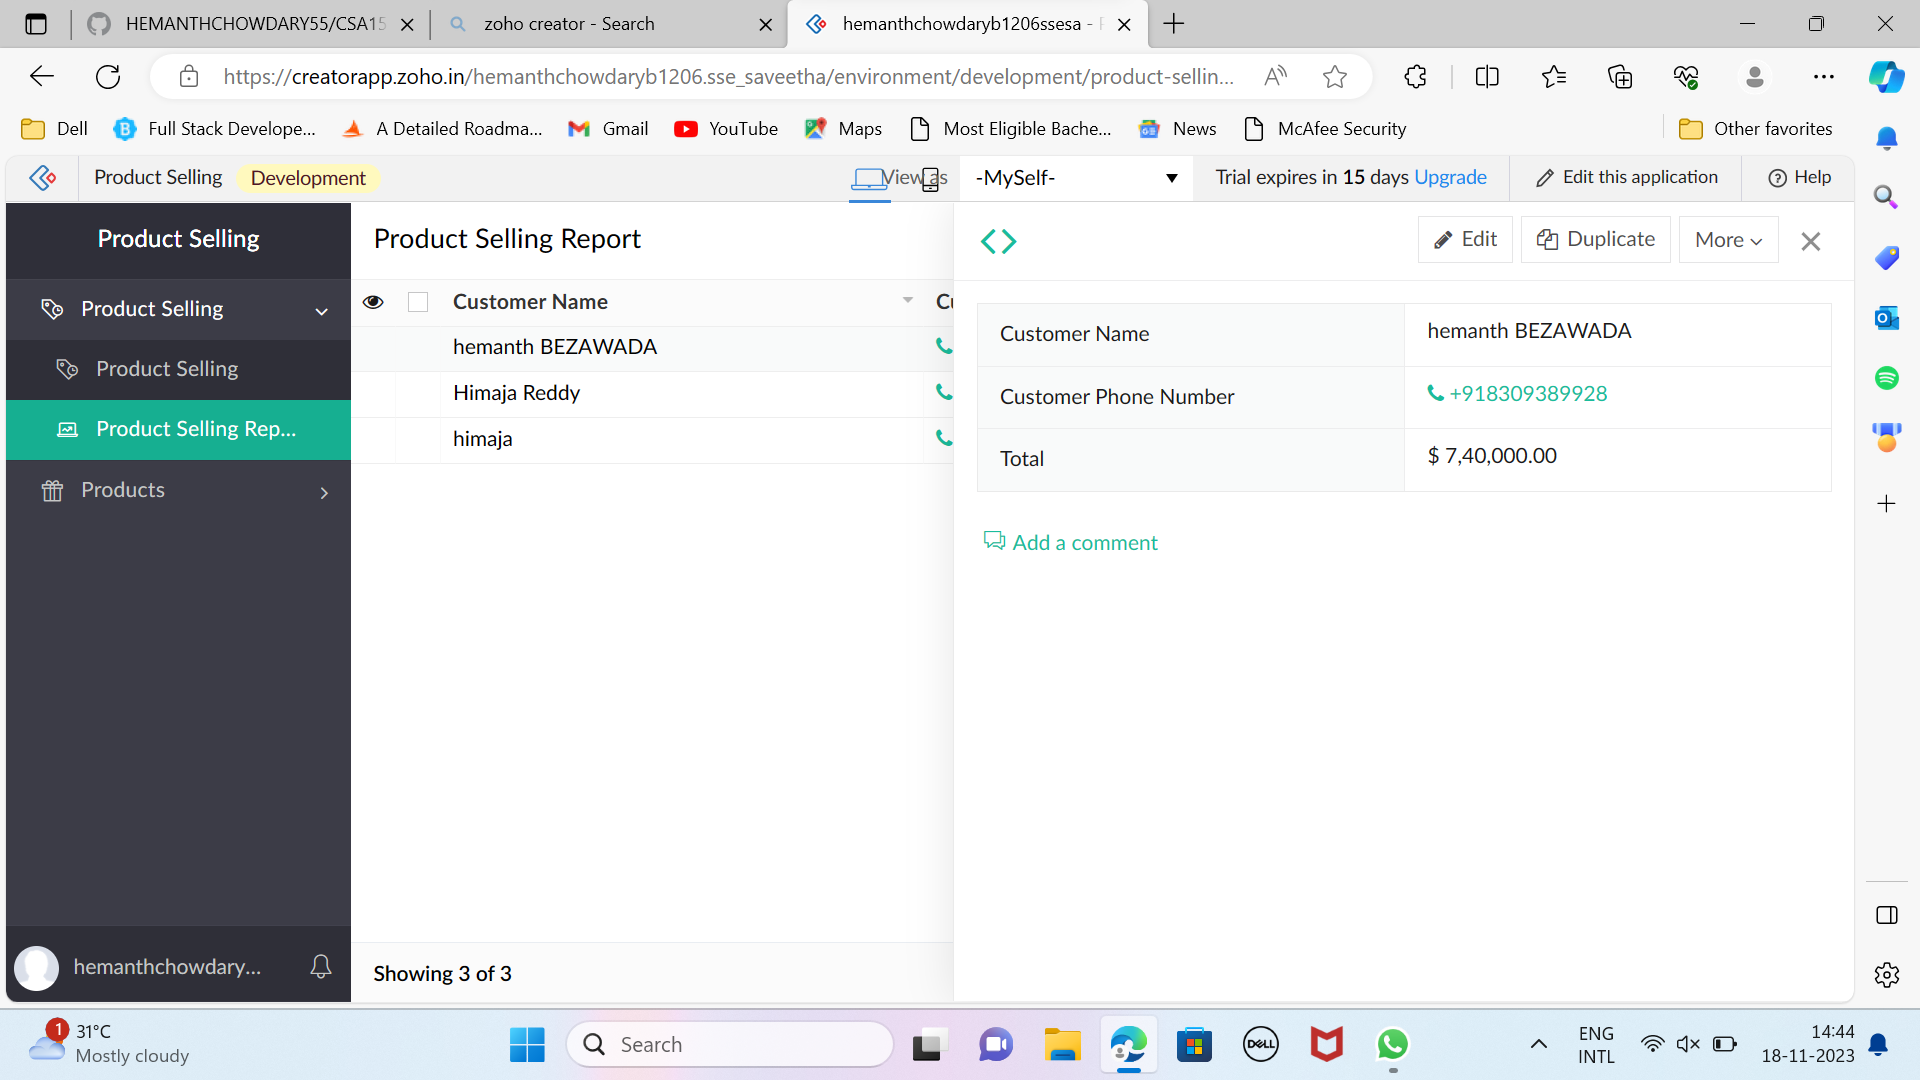 HEMANTHCHOWDARY55/CSA15
zoho creator - Search
hemanthchowdaryb1206ssesa -
https://creatorapp.zoho.in/hemanthchowdaryb1206.sse_saveetha/environment/development/product-sellin...
Dell
Full Stack Develope...
A Detailed Roadma...
Gmail
YouTube
Maps
Most Eligible Bache...
News
McAfee Security
Other favorites
Product Selling
Development
View as
-MySelf-
Trial expires in 15 days Upgrade
Edit this application
Help
Product Selling
Product Selling
Product Selling
Product Selling Rep...
Products
hemanthchowdary...
Product Selling Report
Customer Name
hemanth BEZAWADA
Himaja Reddy
himaja
Showing 3 of 3
Edit
Duplicate
More
Customer Name
hemanth BEZAWADA
Customer Phone Number
+918309389928
Total
$ 7,40,000.00
Add a comment
1
31°C
Mostly cloudy
Search
DELL
ENG
INTL
14:44
18-11-2023